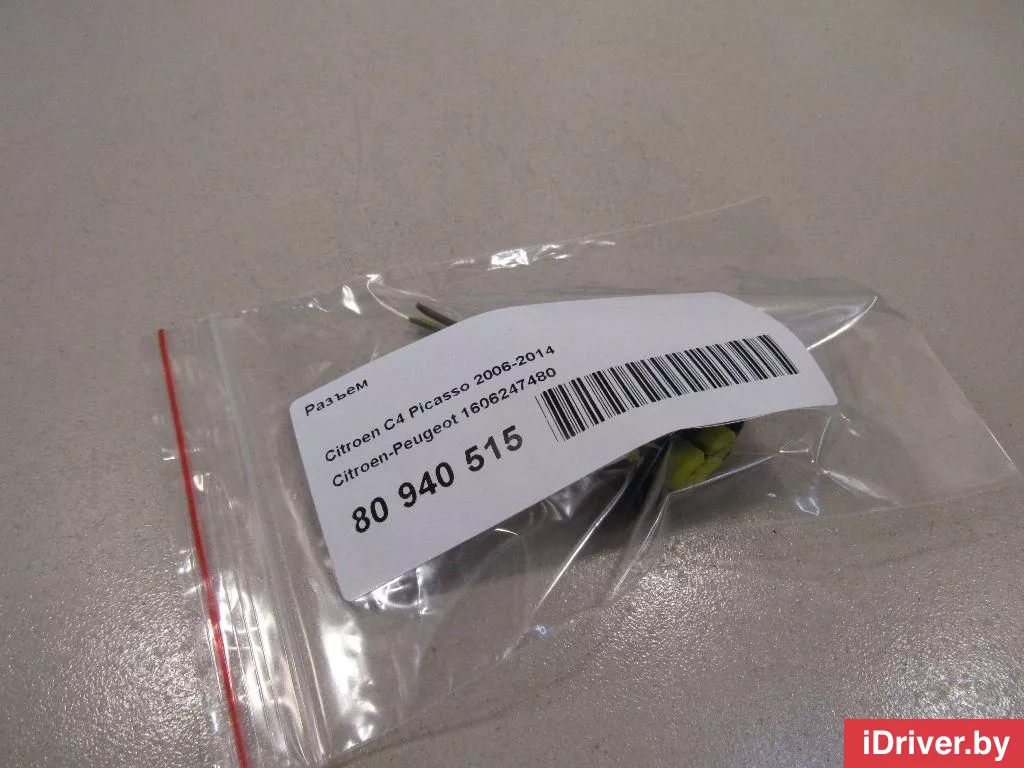 Разъем
Citroen C4 Picasso 2006-2014
Citroen-Peugeot 1606247480
80 940 515
iDriver.by